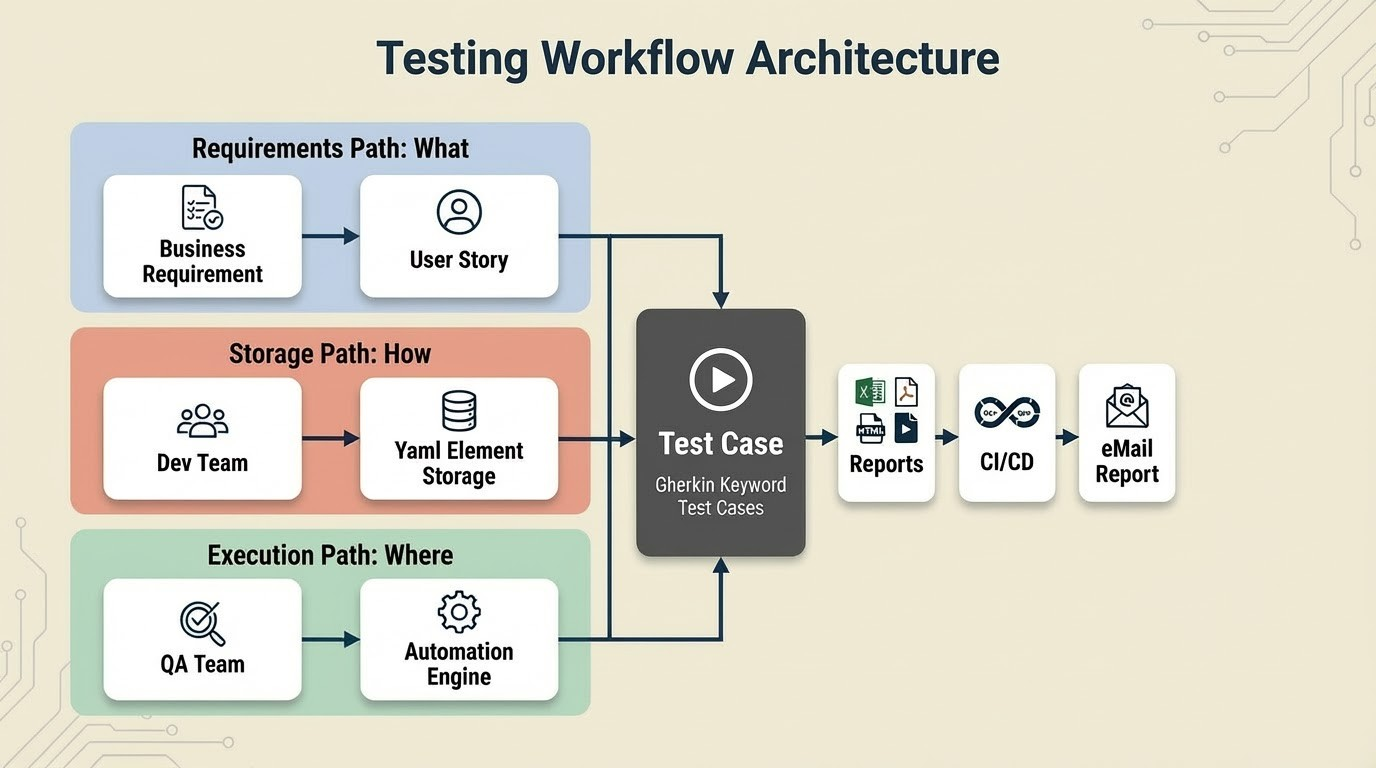 Testing Workflow Architecture
Requirements Path: What
Business
Requirement
User Story
Storage Path: How
Dev Team
Yaml Element
Storage
Execution Path: Where
QA Team
Automation
Engine
Test Case
Gherkin Keyword
Test Cases
X
HTML
Reports
CI/CD
@
eMail
Report